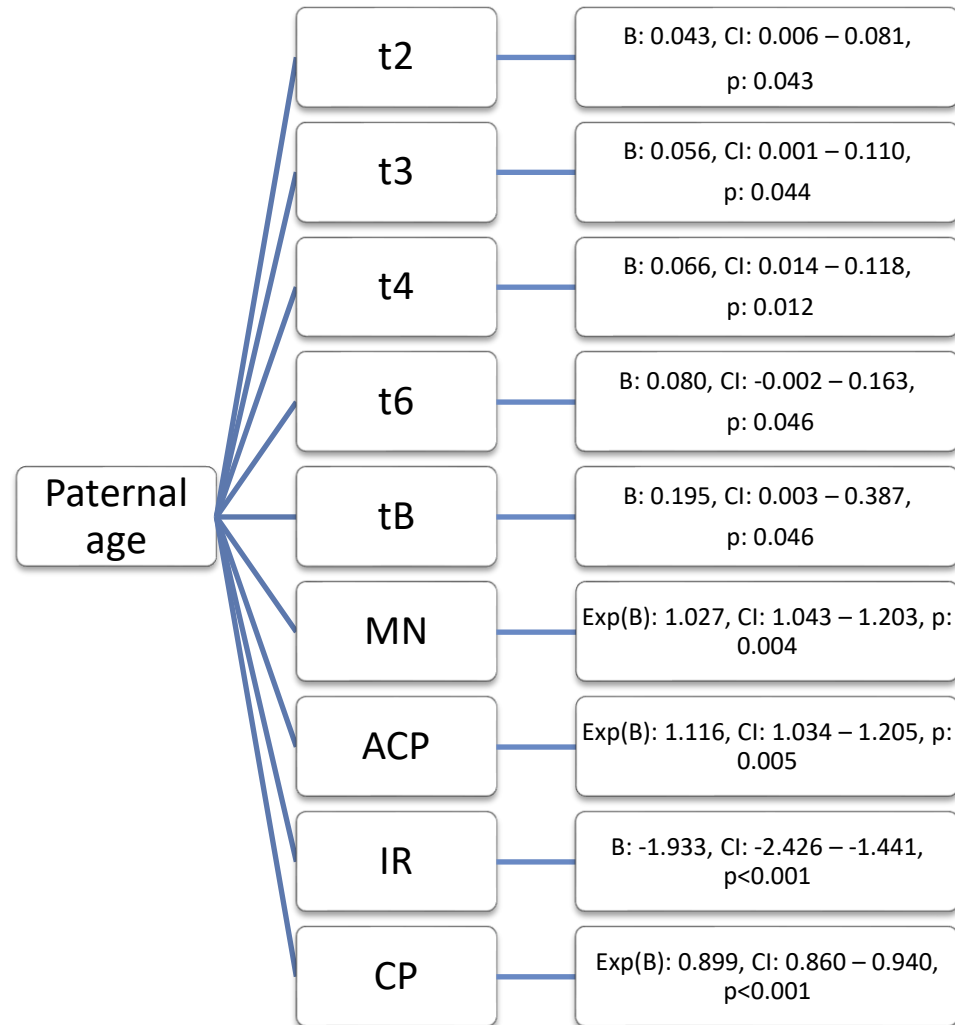 t2
B: 0.043, CI: 0.006 – 0.081,
p: 0.043
t3
B: 0.056, CI: 0.001 – 0.110,
p: 0.044
t4
B: 0.066, CI: 0.014 – 0.118,
p: 0.012
t6
B: 0.080, CI: -0.002 – 0.163,
p: 0.046
Paternal
age
tB
B: 0.195, CI: 0.003 – 0.387,
p: 0.046
MN
Exp(B): 1.027, CI: 1.043 – 1.203, p:
0.004
ACP
Exp(B): 1.116, CI: 1.034 – 1.205, p:
0.005
IR
B: -1.933, CI: -2.426 – -1.441,
p<0.001
CP
Exp(B): 0.899, CI: 0.860 – 0.940,
p<0.001